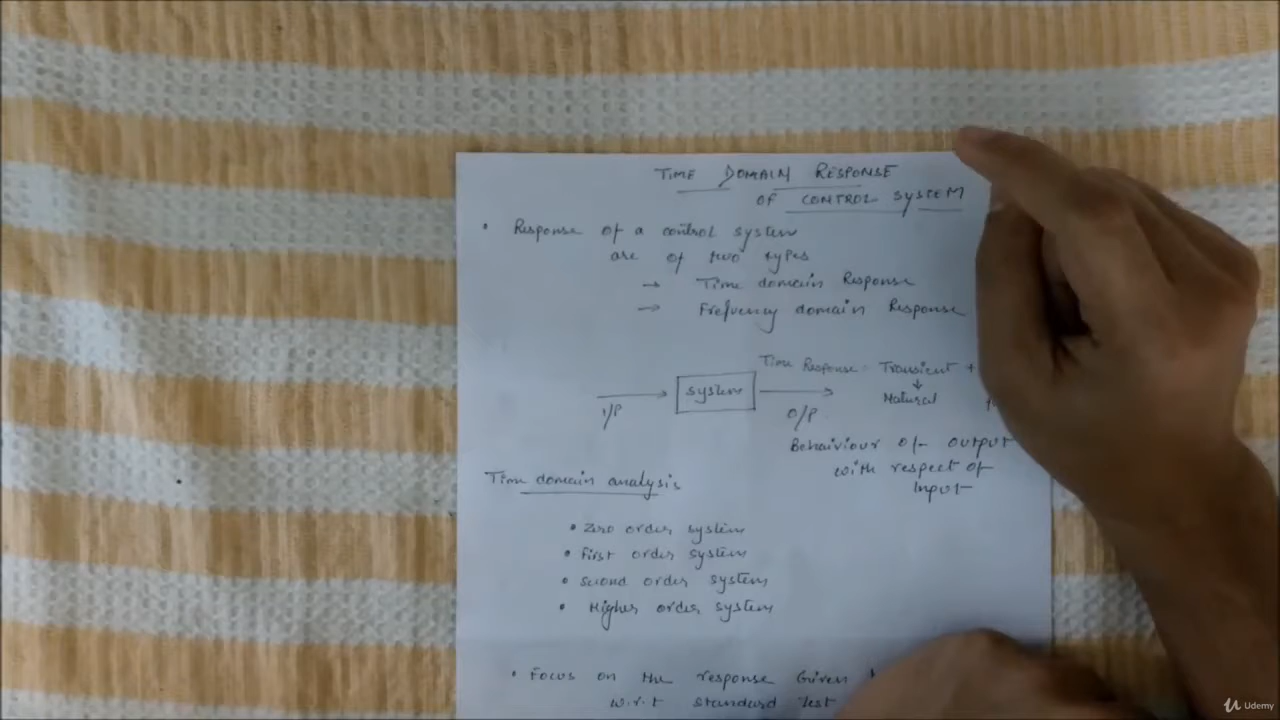 TIME DOMAIN RESPONSE
OF CONTROL SYSTEM
• Response of a control system
are of two types
→ Time domain Response
→ Frequency domain Response
I/P
system
O/P
Time Response = Transient +
↓
Natural
Behaiviour of output
with respect of
Input
Time domain analysis
• Zero order system
• First order system
• Second order system
• Higher order system
• Focus on the response Given
w.r.t standard test
Udemy